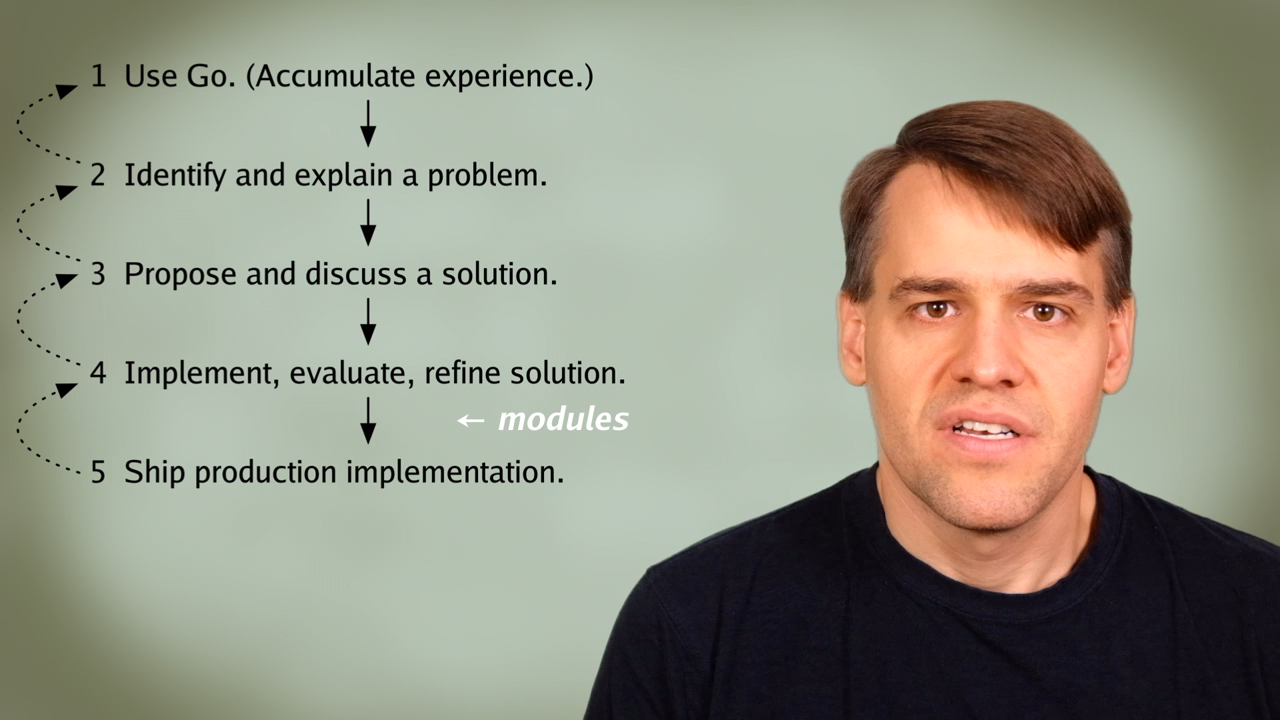 1 Use Go. (Accumulate experience.)
2 Identify and explain a problem.
3 Propose and discuss a solution.
4 Implement, evaluate, refine solution.
← modules
5 Ship production implementation.